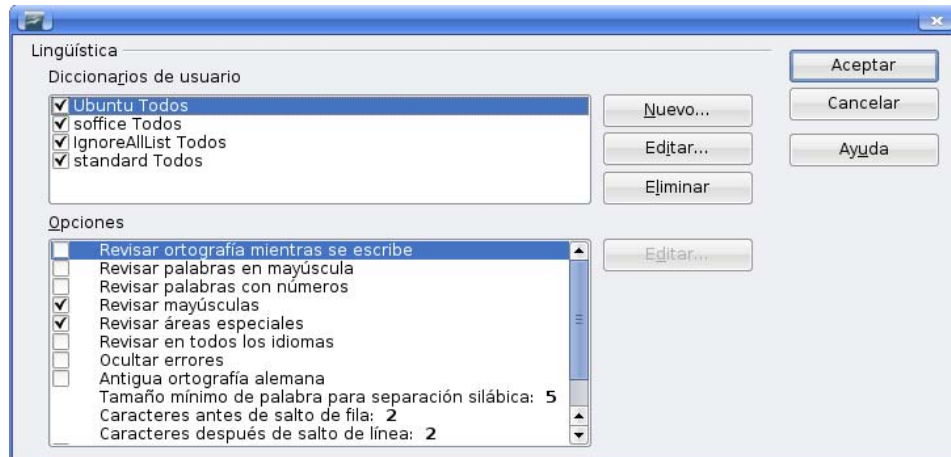 Lingüística
Diccionarios de usuario
Ubuntu Todos
soffice Todos
IgnoreAllList Todos
standard Todos
Nuevo...
Editar...
Eliminar
Aceptar
Cancelar
Ayuda
Opciones
Revisar ortografía mientras se escribe
Revisar palabras en mayúscula
Revisar palabras con números
Revisar mayúsculas
Revisar áreas especiales
Revisar en todos los idiomas
Ocultar errores
Antigua ortografía alemana
Tamaño mínimo de palabra para separación silábica: 5
Caracteres antes de salto de fila: 2
Caracteres después de salto de línea: 2
Editar...